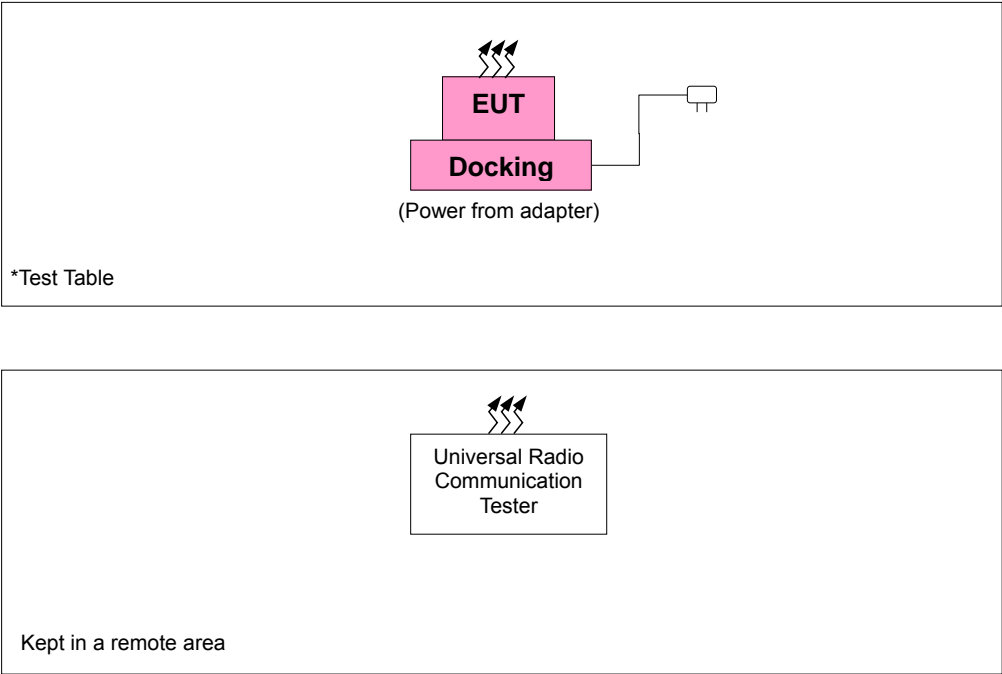 EUT
Docking
(Power from adapter)
*Test Table
Universal Radio
Communication
Tester
Kept in a remote area